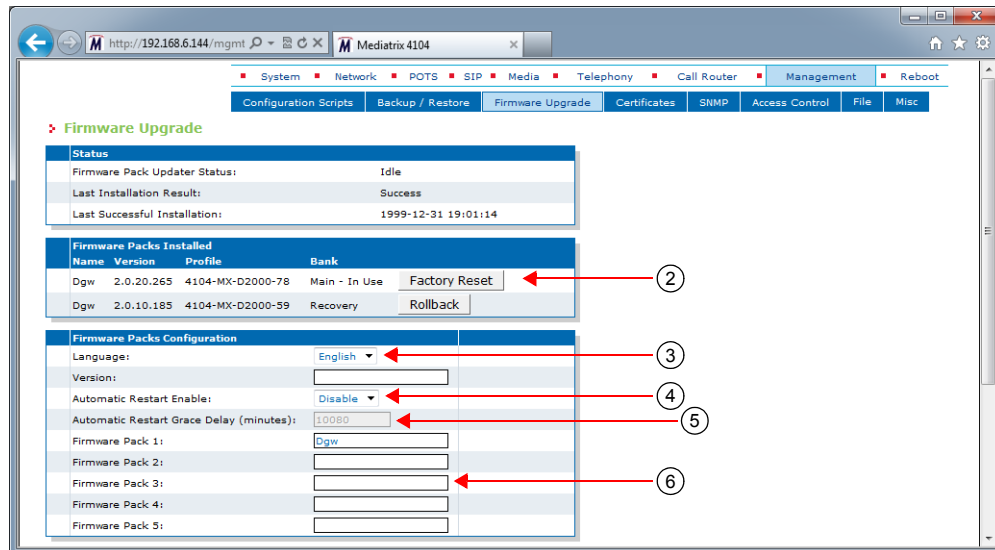 http://192.168.6.144/mgmt
Mediatrix 4104
System Network POTS SIP Media Telephony Call Router Management Reboot
Configuration Scripts Backup / Restore Firmware Upgrade Certificates SNMP Access Control File Misc
Firmware Upgrade
Status
Firmware Pack Updater Status: Idle
Last Installation Result: Success
Last Successful Installation: 1999-12-31 19:01:14
Firmware Packs Installed
Name Version Profile Bank
Dgw 2.0.20.265 4104-MX-D2000-78 Main - In Use Factory Reset 2
Dgw 2.0.10.185 4104-MX-D2000-59 Recovery Rollback
Firmware Packs Configuration
Language: English 3
Version:
Automatic Restart Enable: Disable 4
Automatic Restart Grace Delay (minutes): 10080 5
Firmware Pack 1: Dgw
Firmware Pack 2:
Firmware Pack 3: 6
Firmware Pack 4:
Firmware Pack 5: